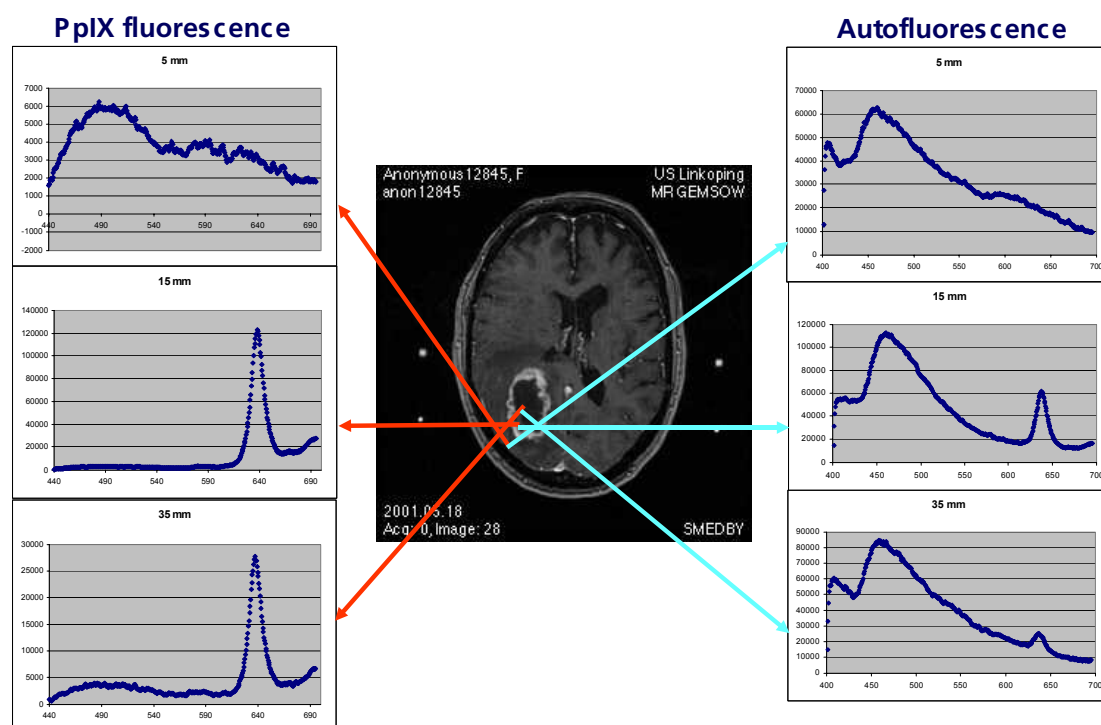 PpIX fluorescence
5 mm
7000
6000
5000
4000
3000
2000
1000
0
-1000
-2000
440 490 540 590 640 690
15 mm
140000
120000
100000
80000
60000
40000
20000
0
440 490 540 590 640 690
35 mm
30000
25000
20000
15000
10000
5000
0
440 490 540 590 640 690
Anonymous12845, F
anon12845
US Linkoping
MRGEMSOW
2001.05.18
Acq: 0, Image: 28
SMEDBY
Autofluorescence
5 mm
70000
60000
50000
40000
30000
20000
10000
0
400 450 500 550 600 650 700
15 mm
120000
100000
80000
60000
40000
20000
0
400 450 500 550 600 650 700
35 mm
90000
80000
70000
60000
50000
40000
30000
20000
10000
0
400 450 500 550 600 650 700